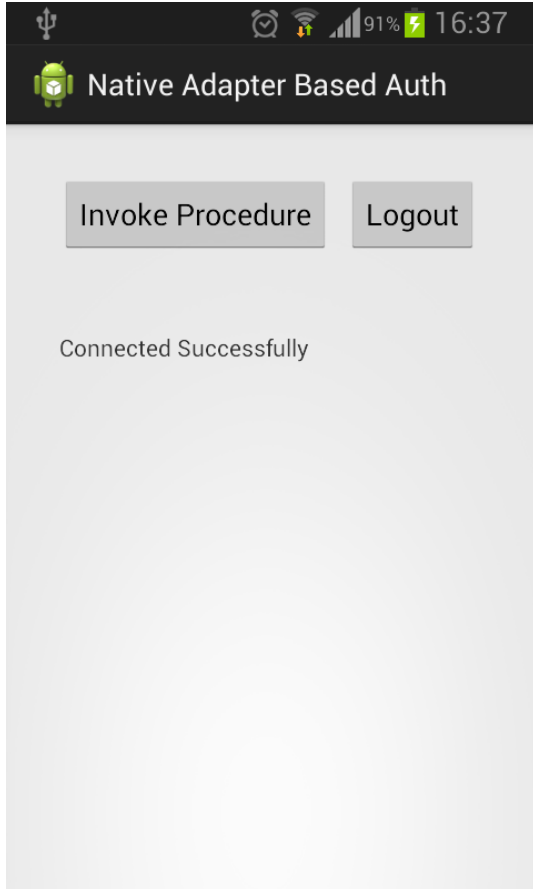 91% 16:37
Native Adapter Based Auth
Invoke Procedure Logout
Connected Successfully